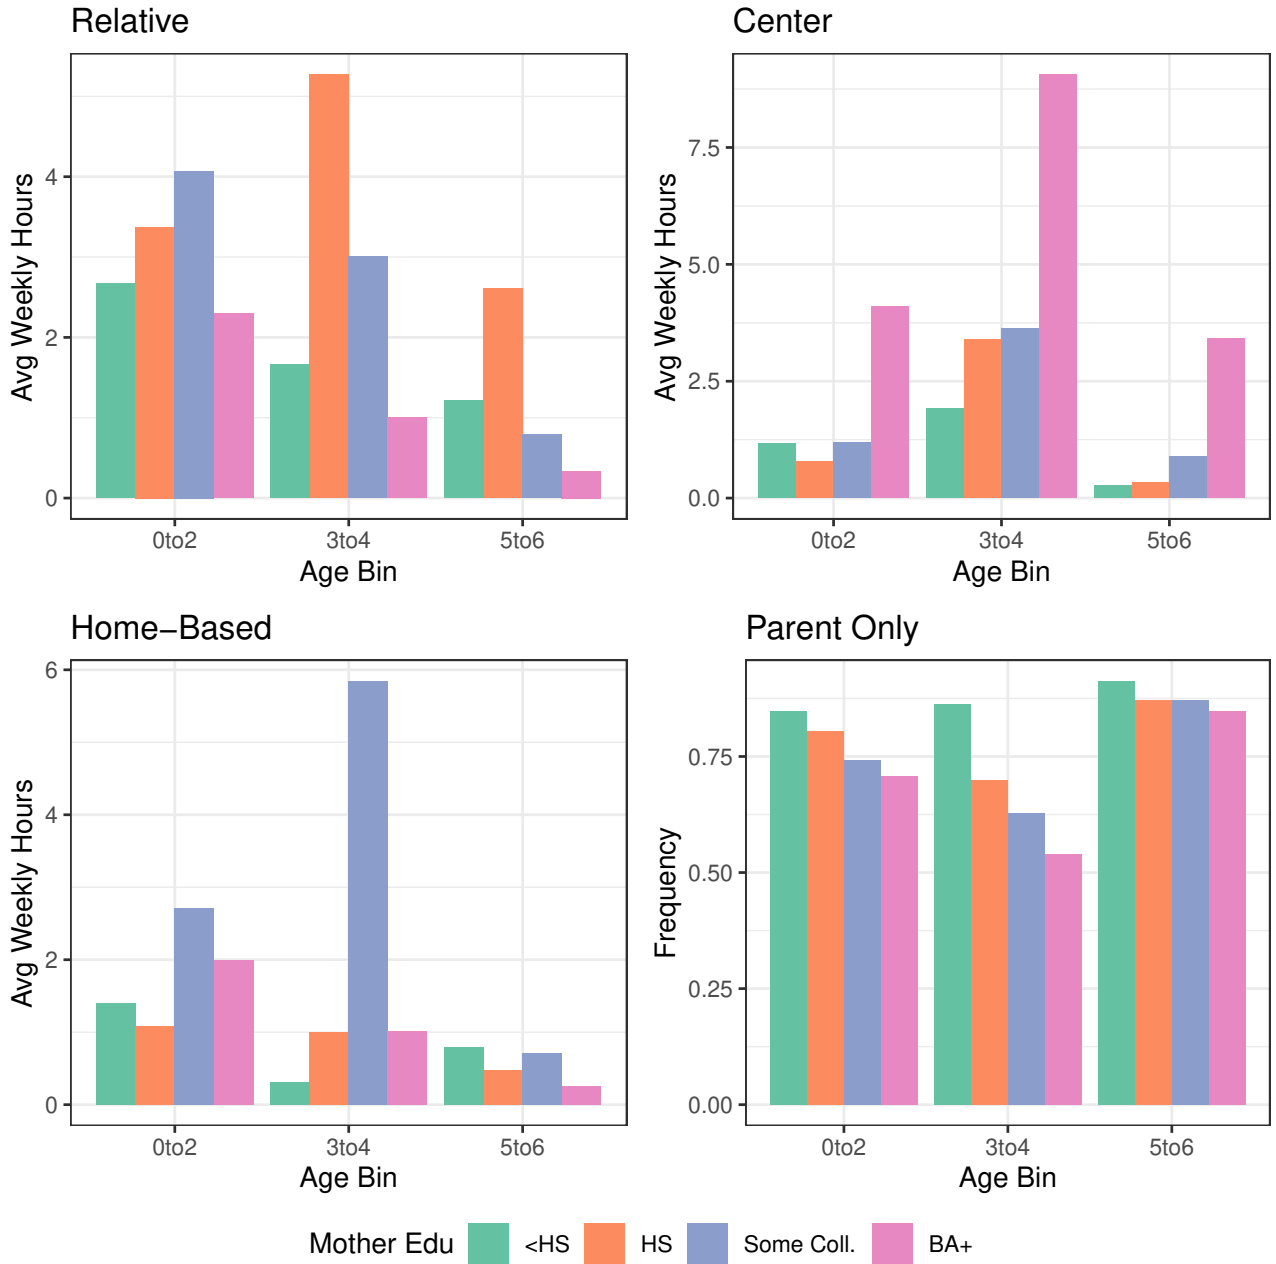 Relative
Avg Weekly Hours
4
2
0
0to2 3to4 5to6
Age Bin
Center
Avg Weekly Hours
7.5
5.0
2.5
0.0
0to2 3to4 5to6
Age Bin
Home−Based
Avg Weekly Hours
6
4
2
0
0to2 3to4 5to6
Age Bin
Parent Only
Frequency
0.75
0.50
0.25
0.00
0to2 3to4 5to6
Age Bin
Mother Edu <HS HS Some Coll. BA+